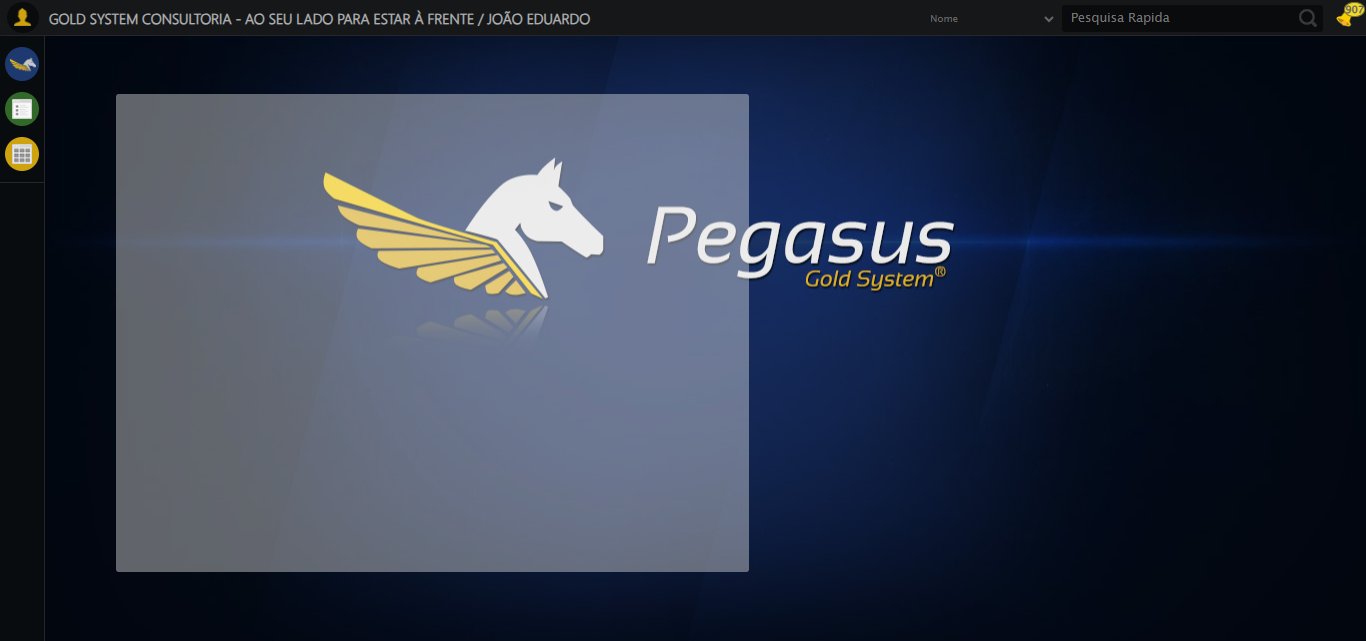 GOLD SYSTEM CONSULTORIA - AO SEU LADO PARA ESTAR À FRENTE / JOÃO EDUARDO
Nome
Pesquisa Rapida
907
Pegasus
Gold System®